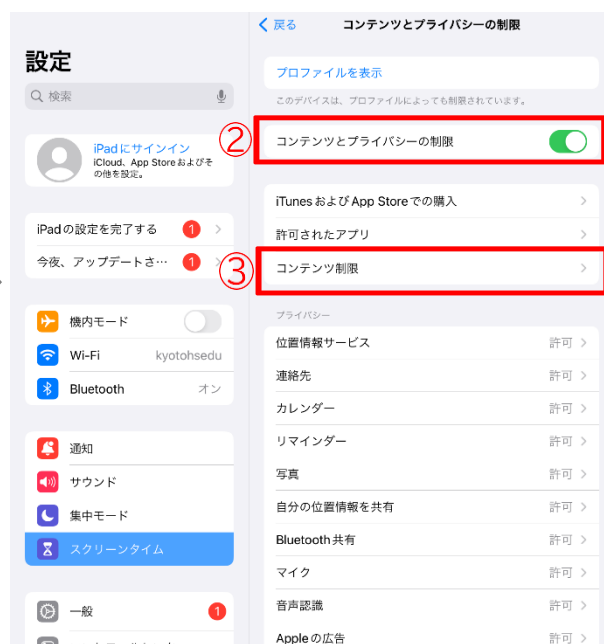 設定
検索
iPadにサインイン
iCloud、App Storeおよびそ
の他を設定。
iPadの設定を完了する 1
今夜、アップデートさ… 1
機内モード
Wi-Fi kyotohsedu
Bluetooth オン
通知
サウンド
集中モード
スクリーンタイム
一般 1
戻る コンテンツとプライバシーの制限
プロファイルを表示
このデバイスは、プロファイルによっても制限されています。
② コンテンツとプライバシーの制限
iTunesおよびApp Storeでの購入
許可されたアプリ
③ コンテンツ制限
プライバシー
位置情報サービス 許可
連絡先 許可
カレンダー 許可
リマインダー 許可
写真 許可
自分の位置情報を共有 許可
Bluetooth共有 許可
マイク 許可
音声認識 許可
Appleの広告 許可